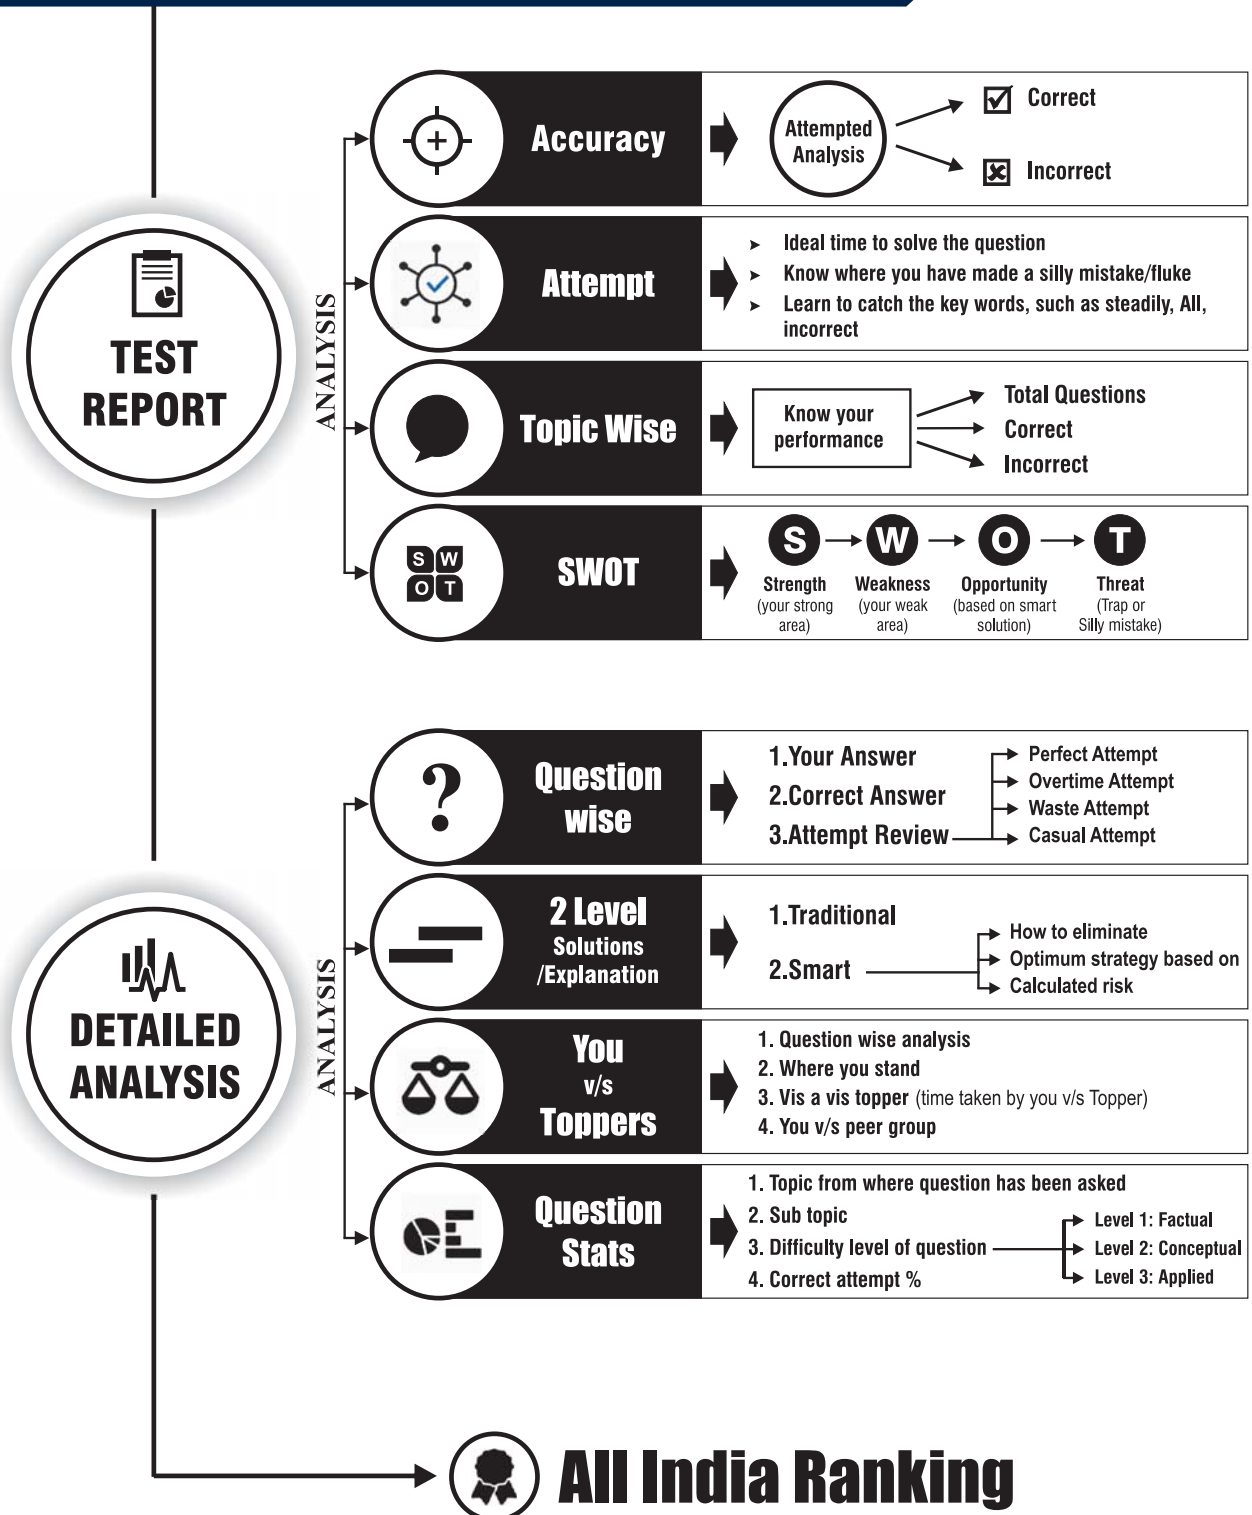 TEST
REPORT
ANALYSIS
Accuracy
Attempted
Analysis
Correct
Incorrect
Attempt
➤ Ideal time to solve the question
➤ Know where you have made a silly mistake/fluke
➤ Learn to catch the key words, such as steadily, All,
incorrect
Topic Wise
Know your
performance
Total Questions
Correct
Incorrect
S W
O T
SWOT
S W O T
Strength Weakness Opportunity Threat
(your strong (your weak (based on smart (Trap or
area) area) solution) Silly mistake)
DETAILED
ANALYSIS
ANALYSIS
?
Question
wise
1.Your Answer
2.Correct Answer
3.Attempt Review
Perfect Attempt
Overtime Attempt
Waste Attempt
Casual Attempt
2 Level
Solutions
/Explanation
1.Traditional
2.Smart
How to eliminate
Optimum strategy based on
Calculated risk
You
v/s
Toppers
1. Question wise analysis
2. Where you stand
3. Vis a vis topper (time taken by you v/s Topper)
4. You v/s peer group
Question
Stats
1. Topic from where question has been asked
2. Sub topic
3. Difficulty level of question
4. Correct attempt %
Level 1: Factual
Level 2: Conceptual
Level 3: Applied
All India Ranking